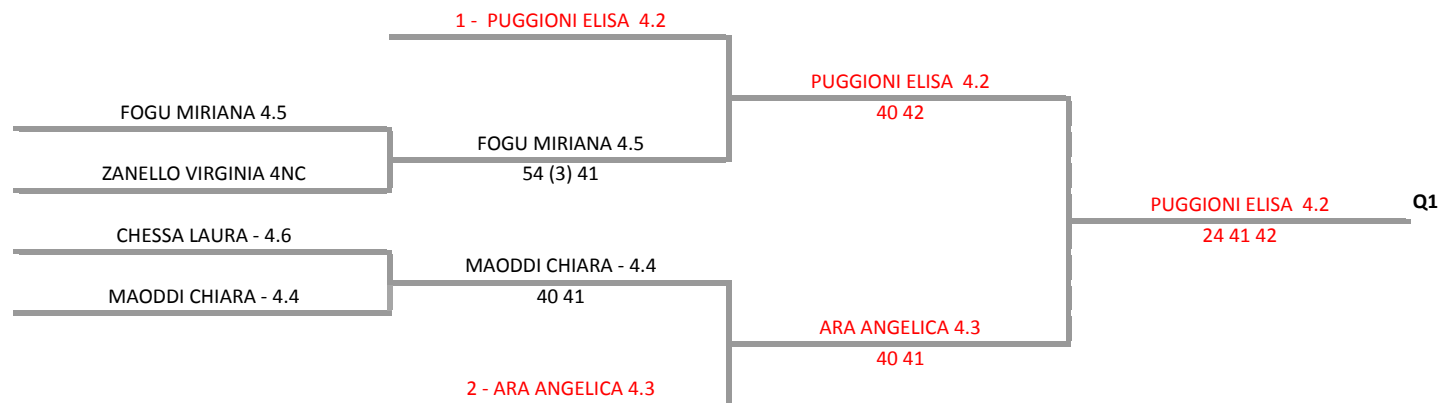 1 - PUGGIONI ELISA 4.2
PUGGIONI ELISA 4.2
40 42
FOGU MIRIANA 4.5
FOGU MIRIANA 4.5
54 (3) 41
ZANELLO VIRGINIA 4NC
PUGGIONI ELISA 4.2
Q1
24 41 42
CHESSA LAURA - 4.6
MAODDI CHIARA - 4.4
40 41
MAODDI CHIARA - 4.4
ARA ANGELICA 4.3
40 41
2 - ARA ANGELICA 4.3